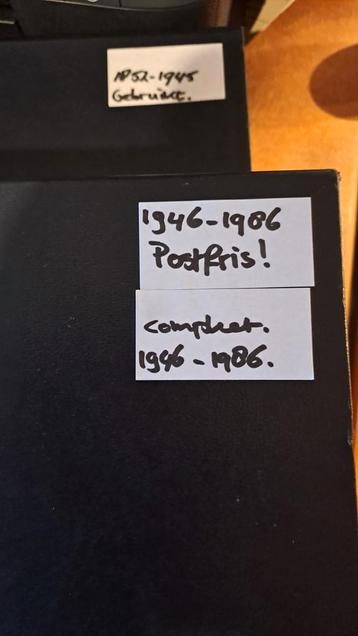 1852-1945
Gebruikt.
1946-1986
Postfris!
compleet.
1946-1986.